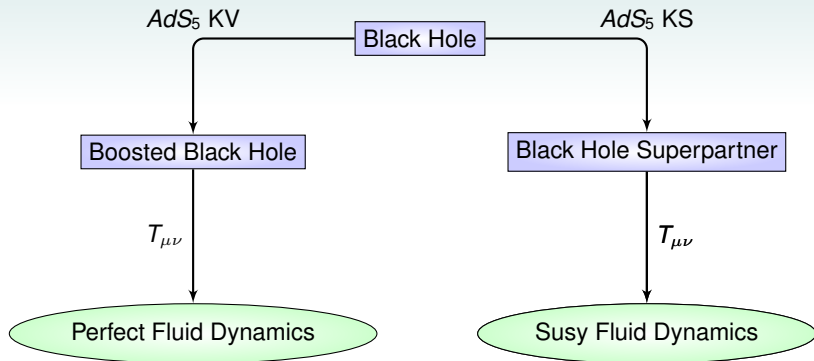 AdS₅ KV
AdS₅ KS
Black Hole
Boosted Black Hole
Black Hole Superpartner
Tμν
Tμν
Perfect Fluid Dynamics
Susy Fluid Dynamics